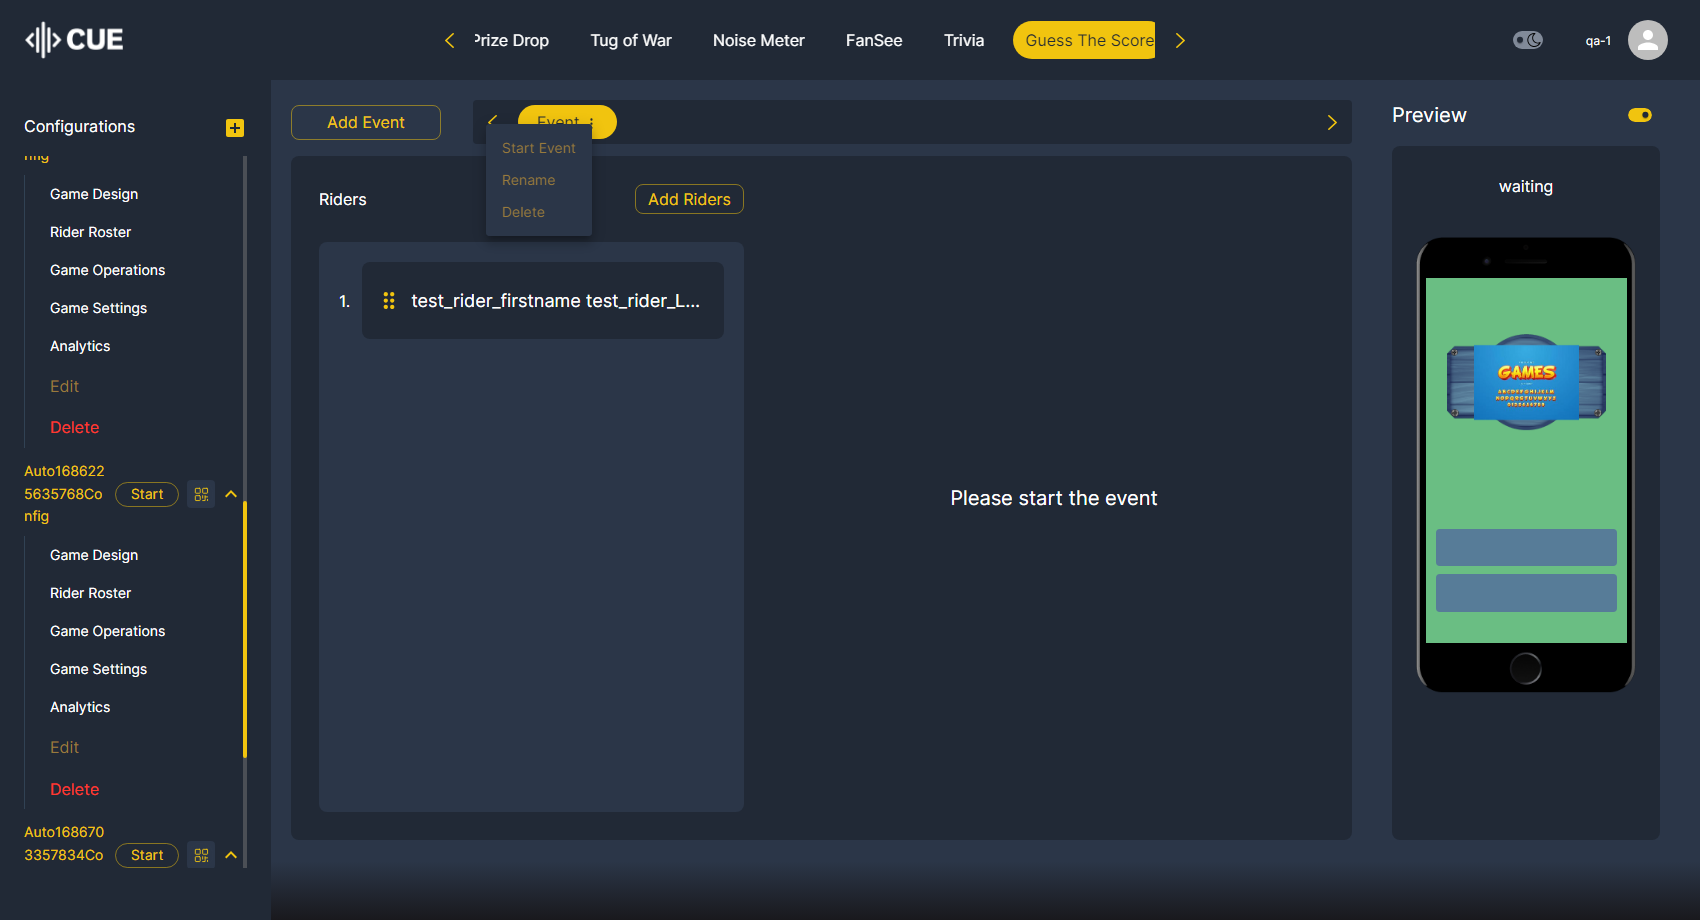 CUE
Prize Drop
Tug of War
Noise Meter
FanSee
Trivia
Guess The Score
qa-1
Configurations
nfig
Game Design
Rider Roster
Game Operations
Game Settings
Analytics
Edit
Delete
Auto168622
5635768Co
nfig
Start
Game Design
Rider Roster
Game Operations
Game Settings
Analytics
Edit
Delete
Auto168670
3357834Co
Start
Add Event
Event
Start Event
Rename
Delete
Riders
Add Riders
1.
test_rider_firstname test_rider_L...
Please start the event
Preview
waiting
GAMES